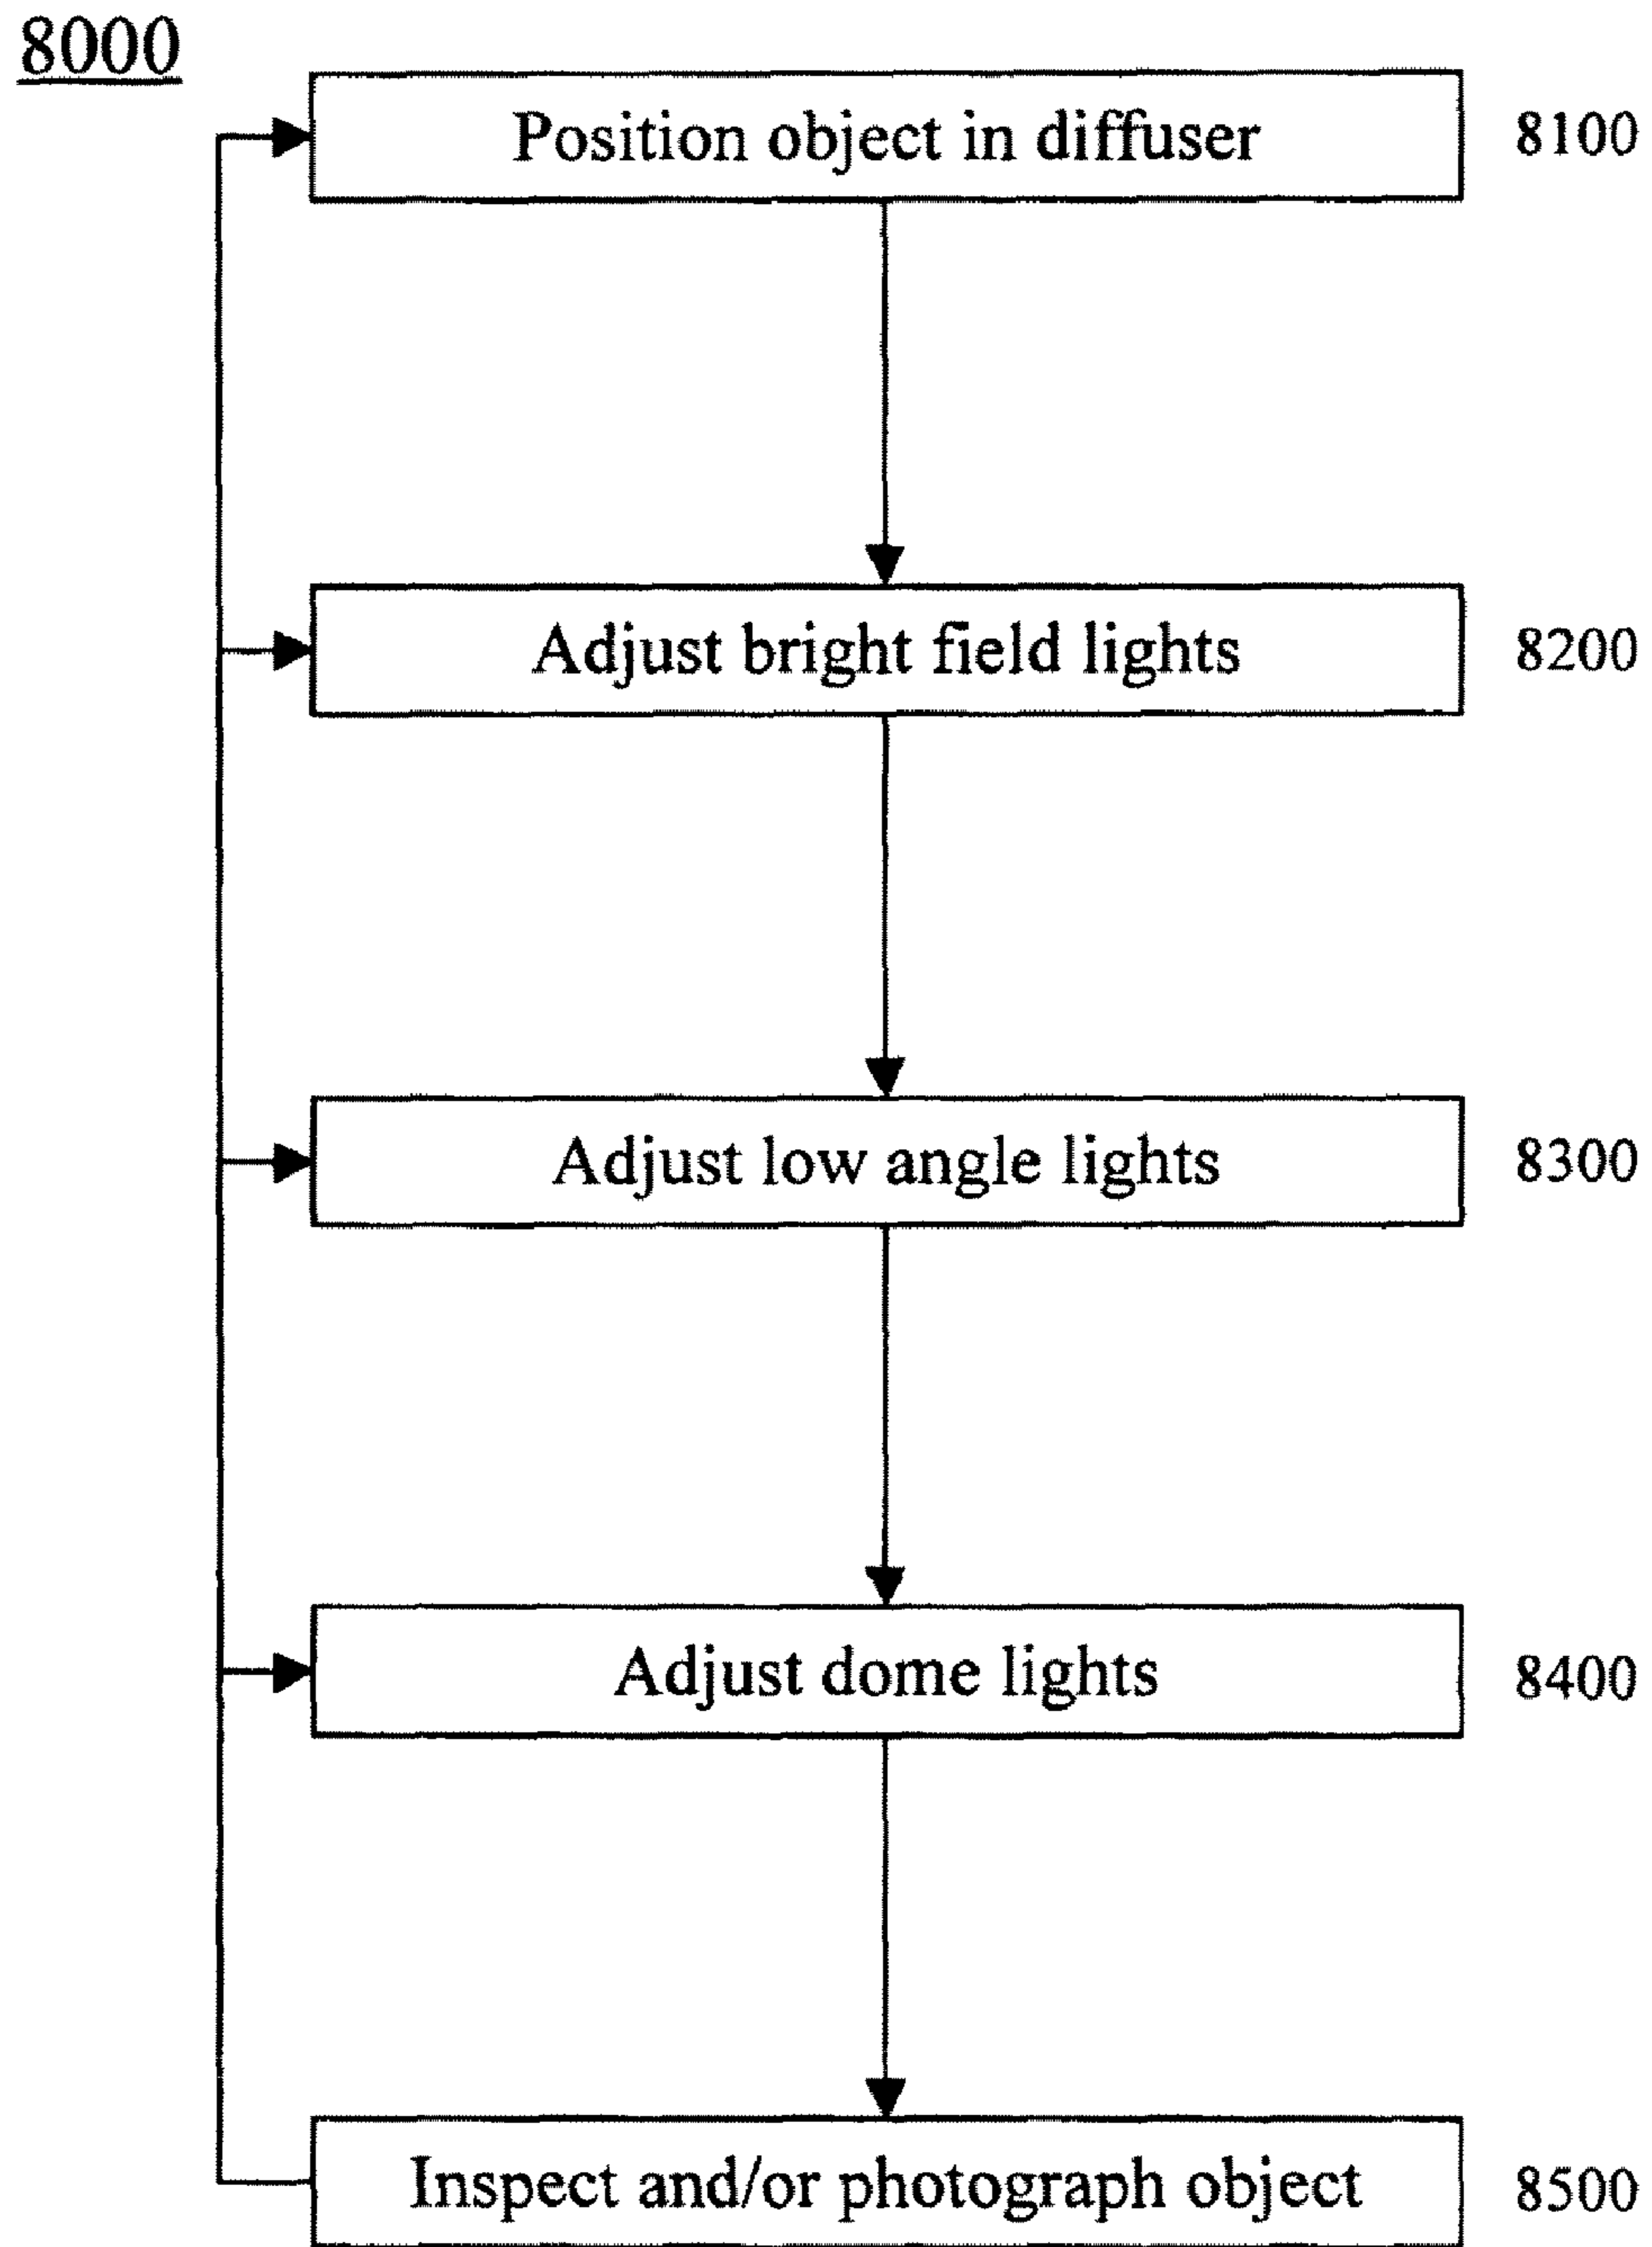 8000
Position object in diffuser 8100
Adjust bright field lights 8200
Adjust low angle lights 8300
Adjust dome lights 8400
Inspect and/or photograph object 8500